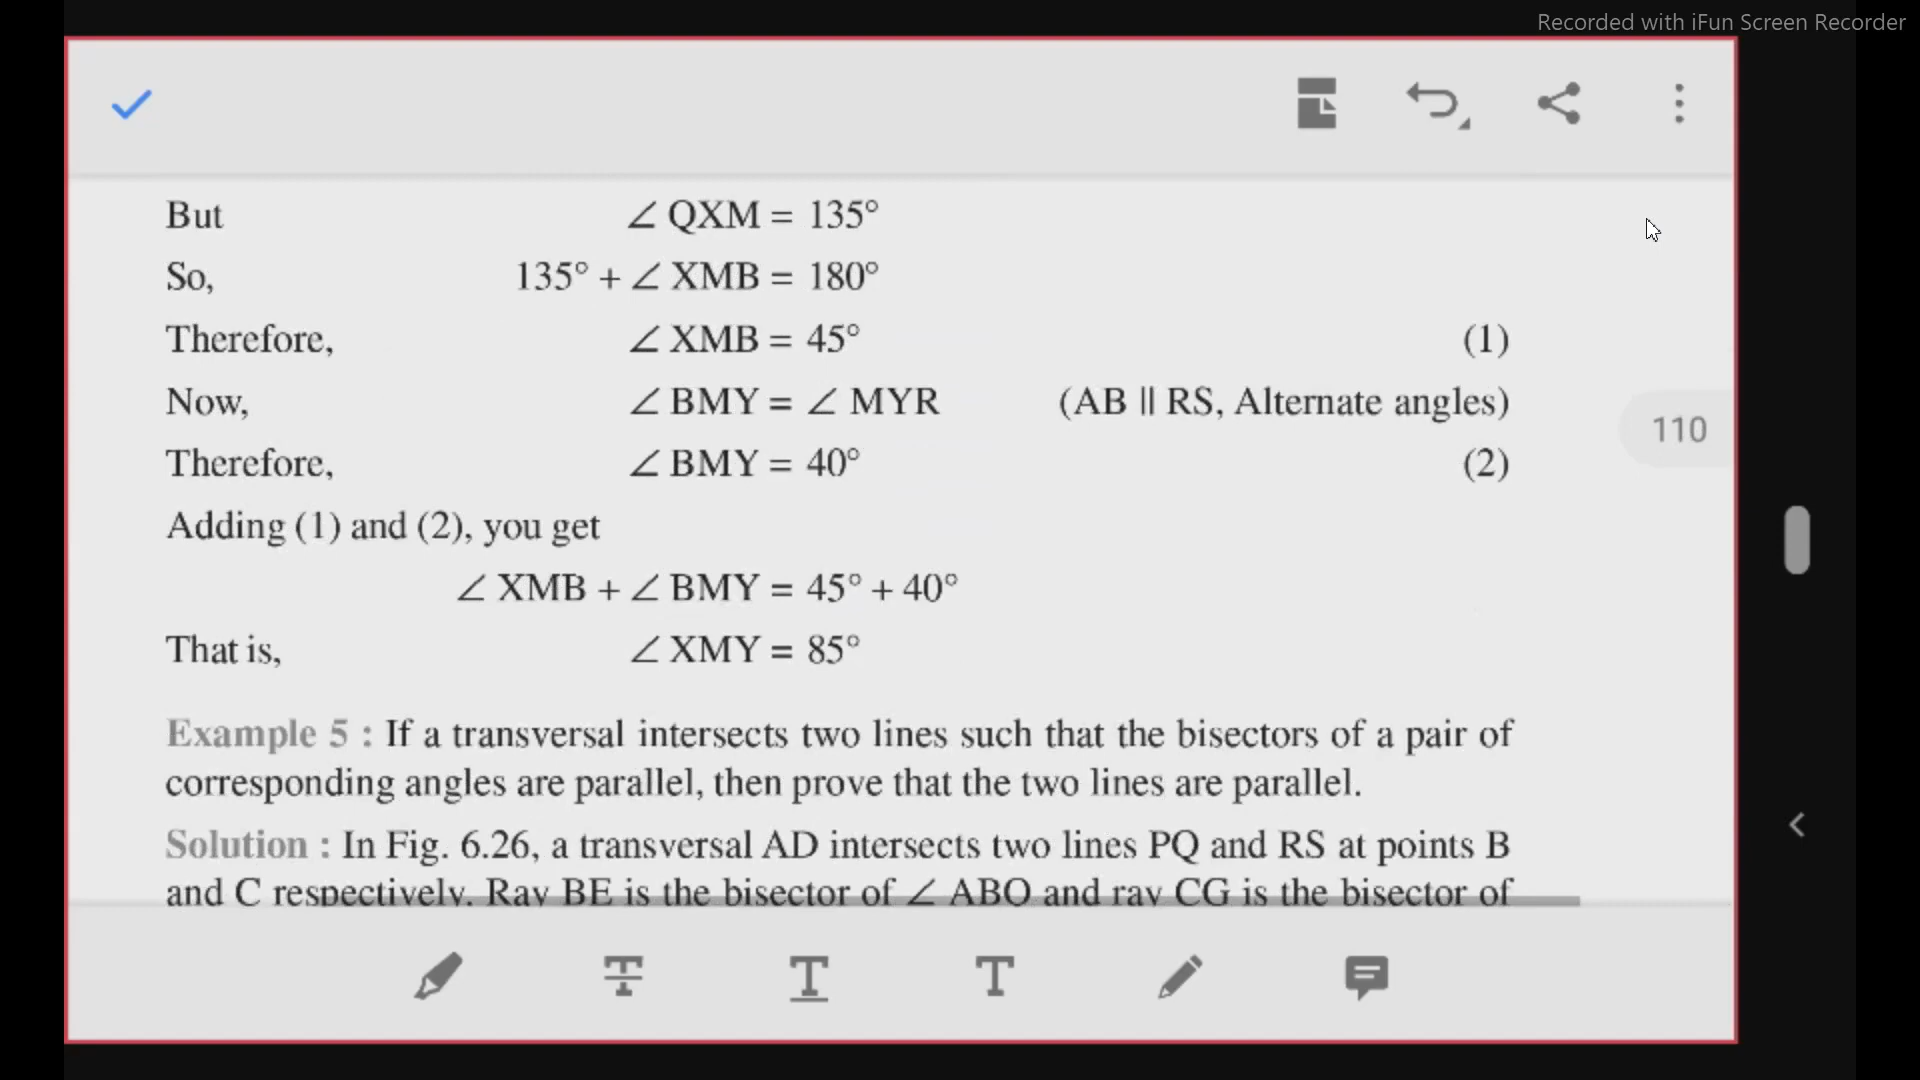 Recorded with iFun Screen Recorder
But ∠ QXM = 135°
So, 135° + ∠ XMB = 180°
Therefore, ∠ XMB = 45° (1)
Now, ∠ BMY = ∠ MYR (AB || RS, Alternate angles)
110
Therefore, ∠ BMY = 40° (2)
Adding (1) and (2), you get
∠ XMB + ∠ BMY = 45° + 40°
That is, ∠ XMY = 85°
Example 5 : If a transversal intersects two lines such that the bisectors of a pair of
corresponding angles are parallel, then prove that the two lines are parallel.
Solution : In Fig. 6.26, a transversal AD intersects two lines PQ and RS at points B
and C respectively. Ray BE is the bisector of ∠ ABQ and ray CG is the bisector of